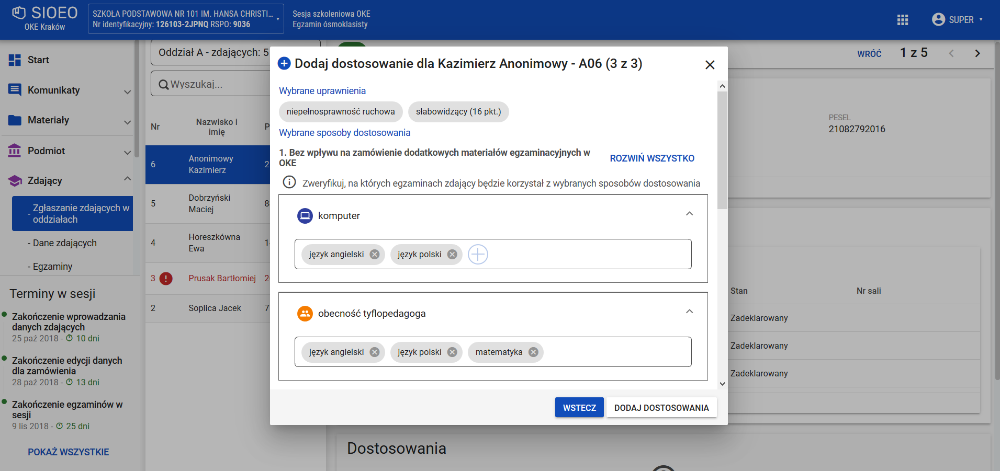 SIOEO
OKE Kraków
SZKOŁA PODSTAWOWA NR 101 IM. HANSA CHRISTI...
Nr identyfikacyjny: 126103-2JPNQ RSPO: 9036
Sesja szkoleniowa OKE
Egzamin ósmoklasisty
SUPER
Start
Komunikaty
Materiały
Podmiot
Zdający
- Zgłaszanie zdających w
oddziałach
- Dane zdających
- Egzaminy
Terminy w sesji
Zakończenie wprowadzania
danych zdających
25 paź 2018 - 10 dni
Zakończenie edycji danych
dla zamówienia
28 paź 2018 - 13 dni
Zakończenie egzaminów w
sesji
9 lis 2018 - 25 dni
POKAŻ WSZYSTKIE
Oddział A - zdających: 5
Wyszukaj...
Nr
Nazwisko i
imię
P
6
Anonimowy
Kazimierz
2
5
Dobrzyński
Maciej
8
4
Horeszkówna
Ewa
1
3
Prusak Bartłomiej
2
2
Soplica Jacek
7
Dodaj dostosowanie dla Kazimierz Anonimowy - A06 (3 z 3)
Wybrane uprawnienia
niepełnosprawność ruchowa
słabowidzący (16 pkt.)
Wybrane sposoby dostosowania
1. Bez wpływu na zamówienie dodatkowych materiałów egzaminacyjnych w
OKE
ROZWIŃ WSZYSTKO
Zweryfikuj, na których egzaminach zdający będzie korzystał z wybranych sposobów dostosowania
komputer
język angielski
język polski
obecność tyflopedagoga
język angielski
język polski
matematyka
WSTECZ
DODAJ DOSTOSOWANIA
WRÓĆ
1 z 5
PESEL
21082792016
Stan
Nr sali
Zadeklarowany
Zadeklarowany
Zadeklarowany
Dostosowania